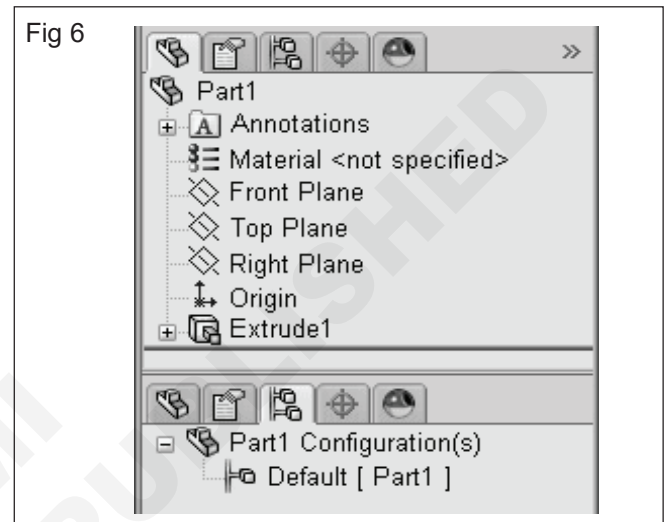 Fig 6
Part1
Annotations
Material <not specified>
Front Plane
Top Plane
Right Plane
Origin
Extrude1
Part1 Configuration(s)
Default [ Part1 ]